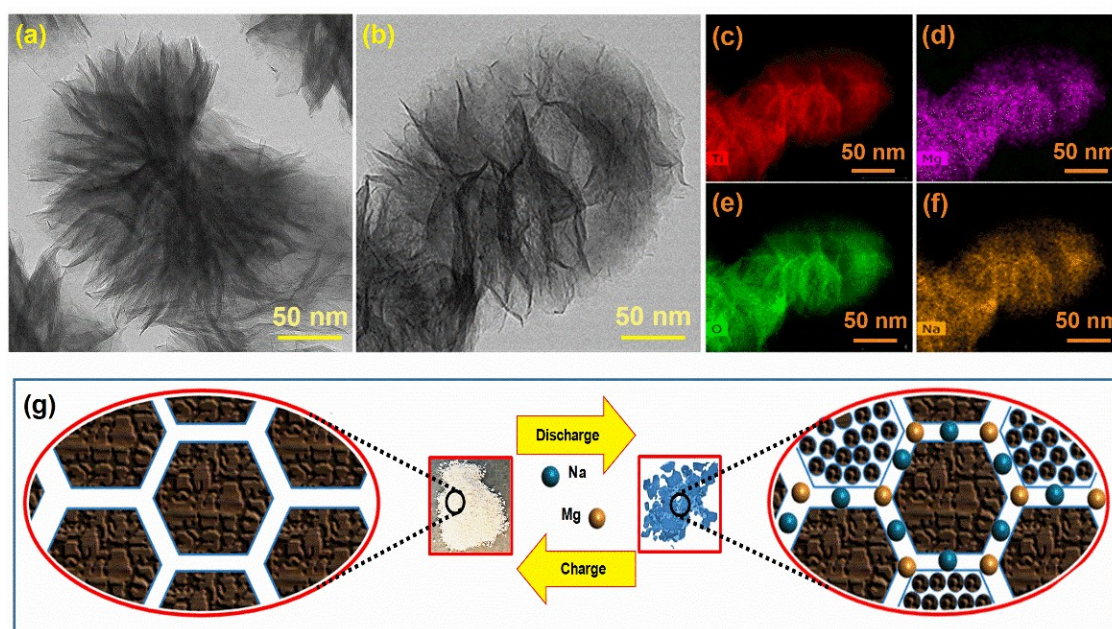 (a)
50 nm
(b)
50 nm
(c)
Ti
50 nm
(d)
Mg
50 nm
(e)
O
50 nm
(f)
Na
50 nm
(g)
Discharge
Na
Mg
Charge